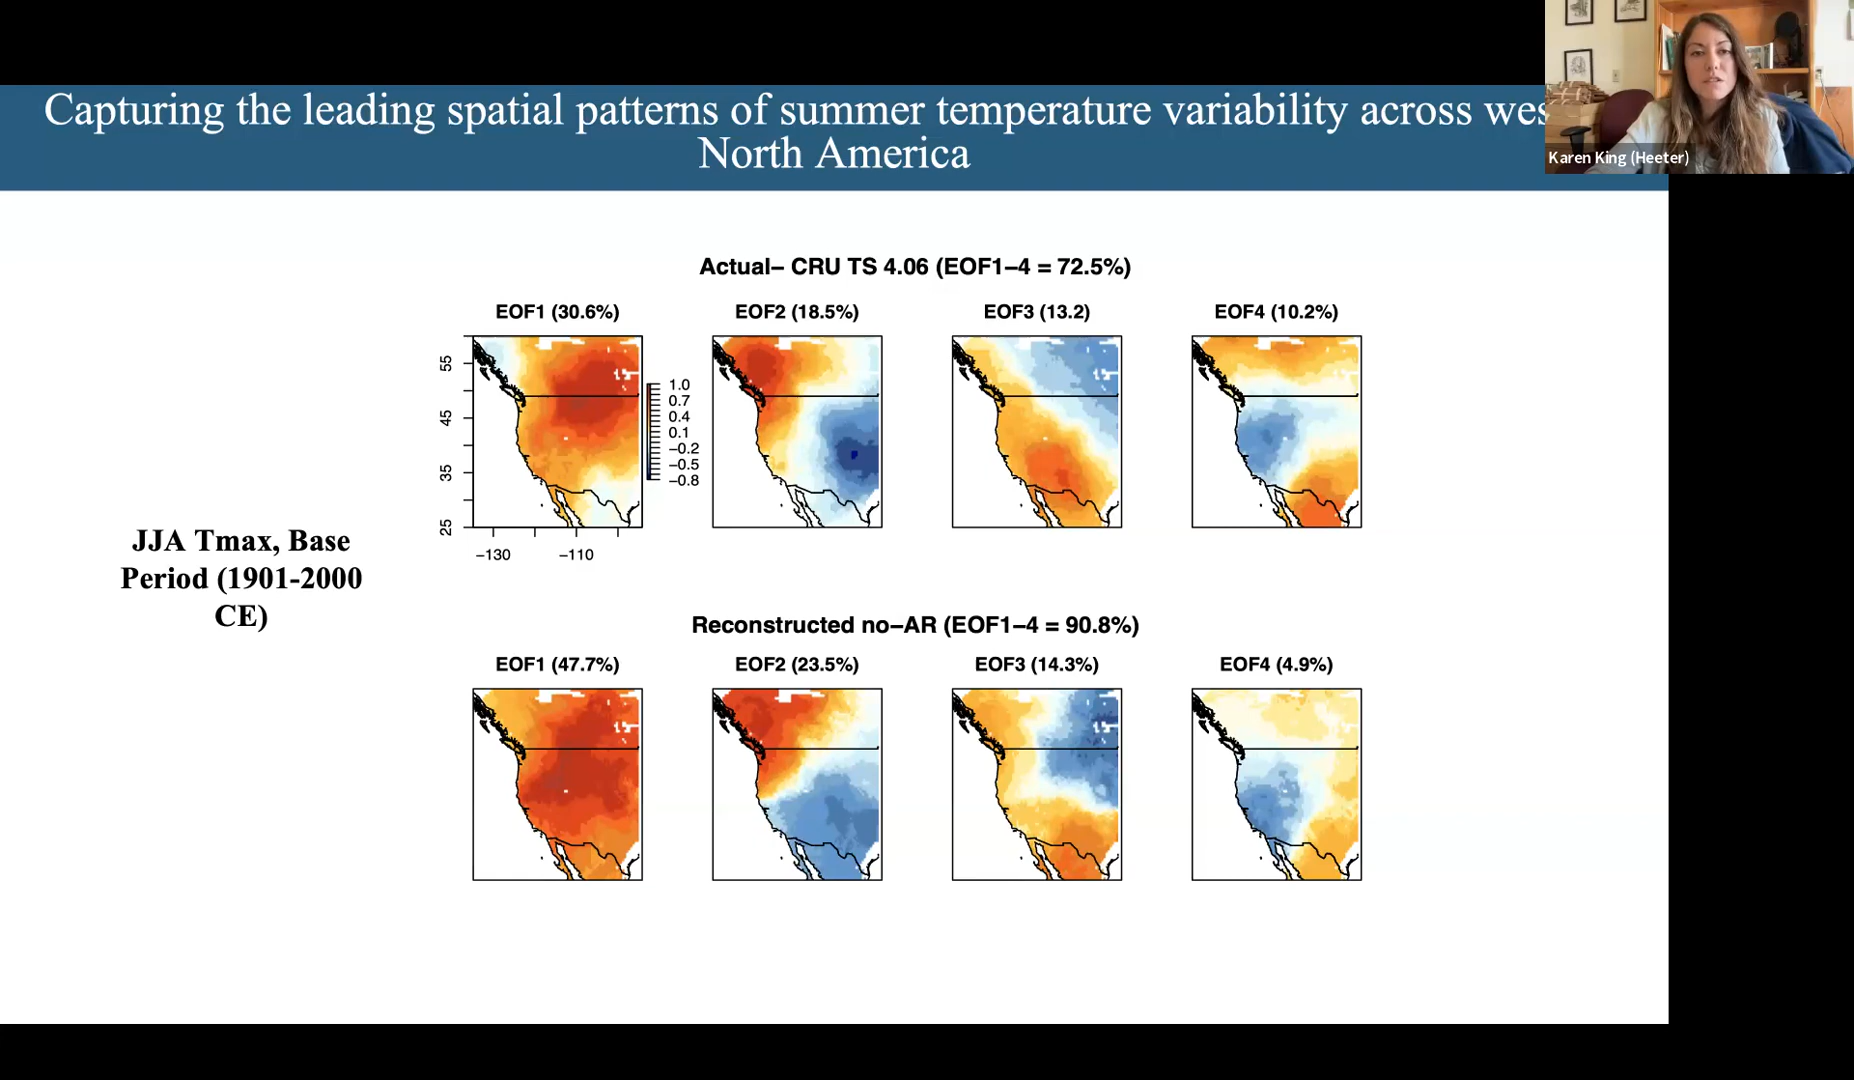 Capturing the leading spatial patterns of summer temperature variability across wes
North America
Karen King (Heeter)
Actual– CRU TS 4.06 (EOF1–4 = 72.5%)
EOF1 (30.6%)
EOF2 (18.5%)
EOF3 (13.2)
EOF4 (10.2%)
55
45
35
25
−130
−110
1.0
0.7
0.4
0.1
−0.2
−0.5
−0.8
JJA Tmax, Base
Period (1901-2000
CE)
Reconstructed no–AR (EOF1–4 = 90.8%)
EOF1 (47.7%)
EOF2 (23.5%)
EOF3 (14.3%)
EOF4 (4.9%)